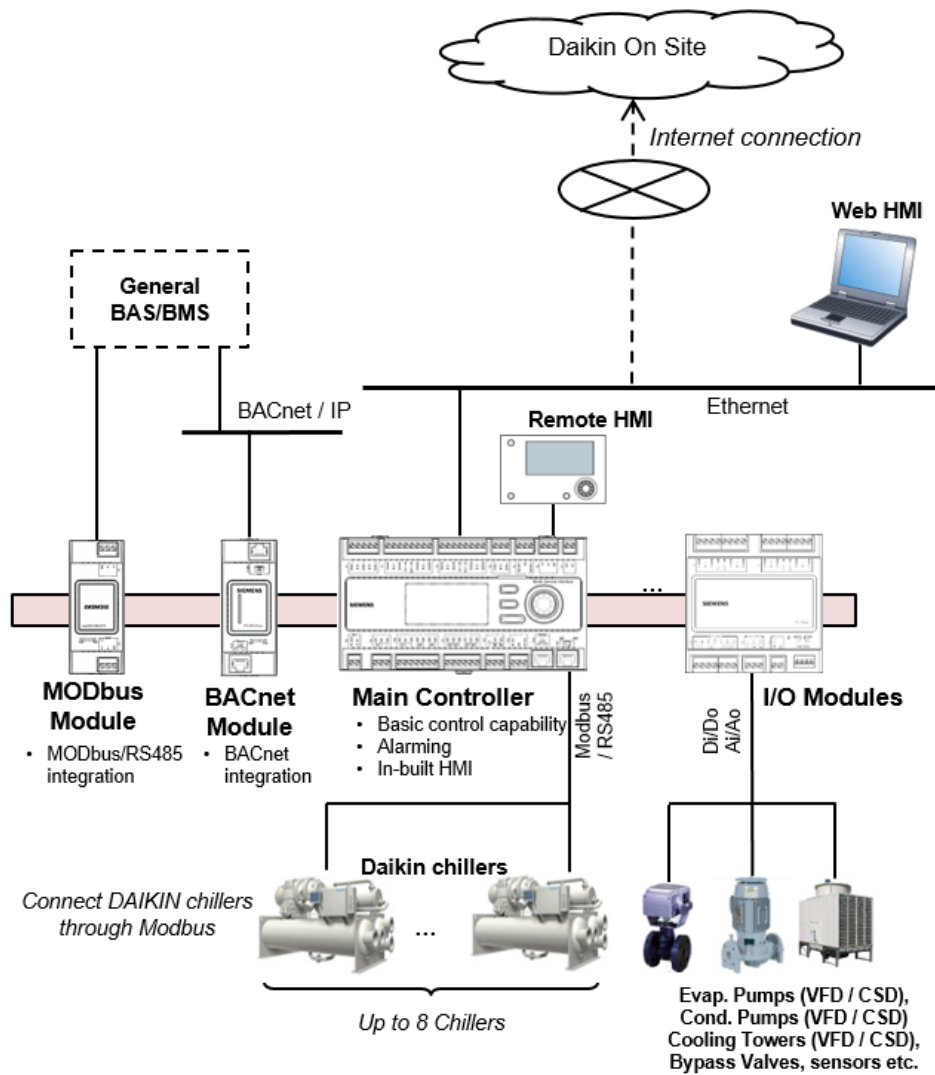 Daikin On Site
Internet connection
Web HMI
General
BAS/BMS
BACnet / IP
Ethernet
Remote HMI
SIEMENS
SIEMENS
SIEMENS
MODbus
Module
• MODbus/RS485
integration
BACnet
Module
• BACnet
integration
Main Controller
• Basic control capability
• Alarming
• In-built HMI
Modbus
/ RS485
I/O Modules
Di/Do
Ai/Ao
...
Daikin chillers
Connect DAIKIN chillers
through Modbus
...
Up to 8 Chillers
Evap. Pumps (VFD / CSD),
Cond. Pumps (VFD / CSD)
Cooling Towers (VFD / CSD),
Bypass Valves, sensors etc.